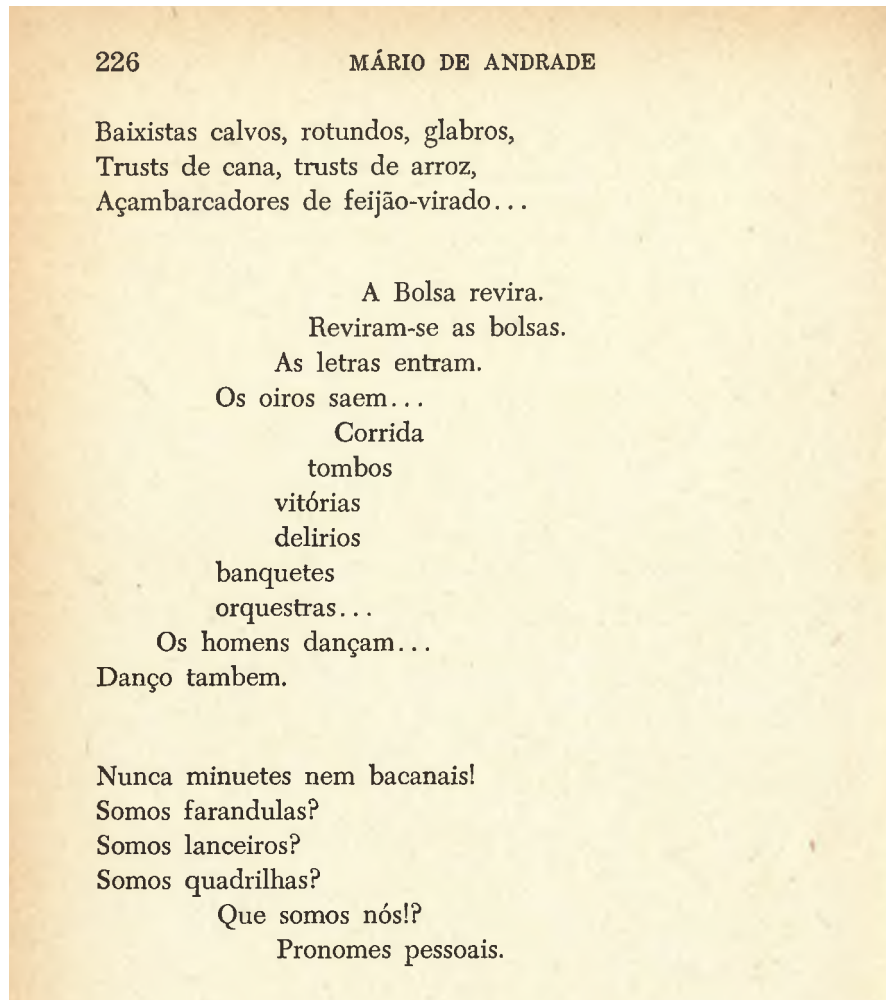 226 MÁRIO DE ANDRADE
Baixistas calvos, rotundos, glabros,
Trusts de cana, trusts de arroz,
Açambarcadores de feijão-virado...
A Bolsa revira.
Reviram-se as bolsas.
As letras entram.
Os oiros saem...
Corrida
tombos
vitórias
delirios
banquetes
orquestras...
Os homens dançam...
Danço tambem.
Nunca minuetes nem bacanais!
Somos farandulas?
Somos lanceiros?
Somos quadrilhas?
Que somos nós!?
Pronomes pessoais.